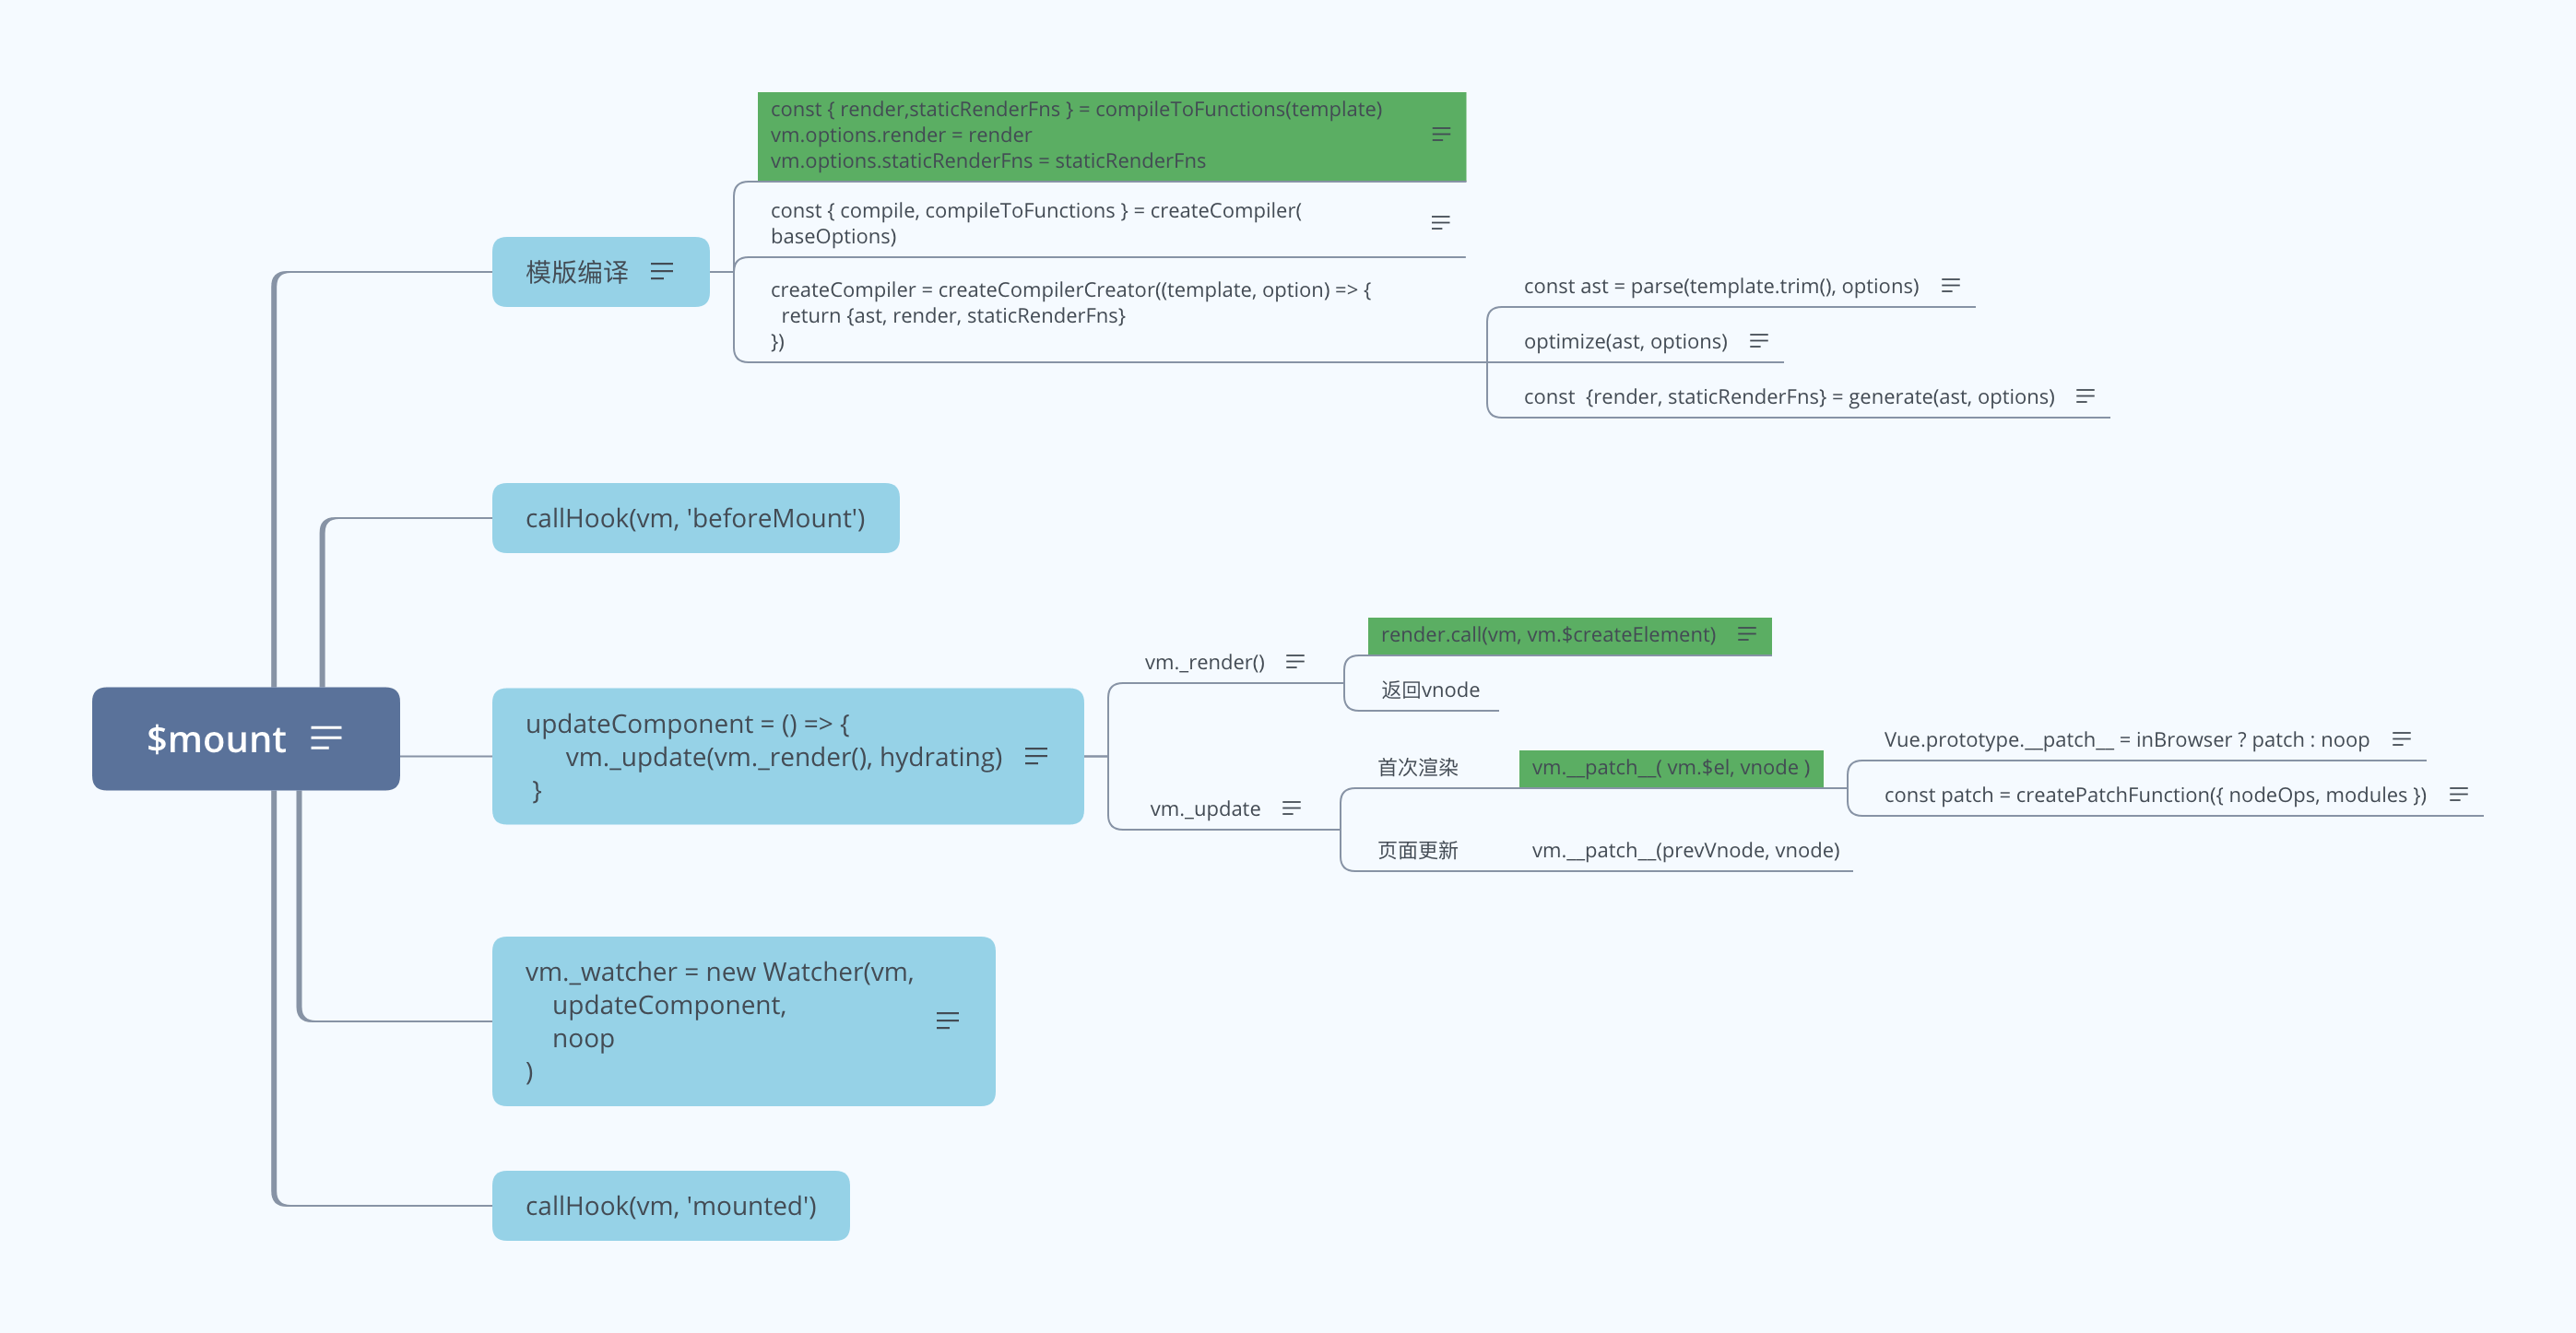 $mount
模版编译
const { render,staticRenderFns } = compileToFunctions(template)
vm.options.render = render
vm.options.staticRenderFns = staticRenderFns
const { compile, compileToFunctions } = createCompiler(
baseOptions)
createCompiler = createCompilerCreator((template, option) => {
  return {ast, render, staticRenderFns}
})
const ast = parse(template.trim(), options)
optimize(ast, options)
const  {render, staticRenderFns} = generate(ast, options)
callHook(vm, 'beforeMount')
updateComponent = () => {
      vm._update(vm._render(), hydrating)
 }
vm._render()
render.call(vm, vm.$createElement)
返回vnode
vm._update
首次渲染
vm.__patch__( vm.$el, vnode )
Vue.prototype.__patch__ = inBrowser ? patch : noop
const patch = createPatchFunction({ nodeOps, modules })
页面更新
vm.__patch__(prevVnode, vnode)
vm._watcher = new Watcher(vm,
    updateComponent,
    noop
)
callHook(vm, 'mounted')